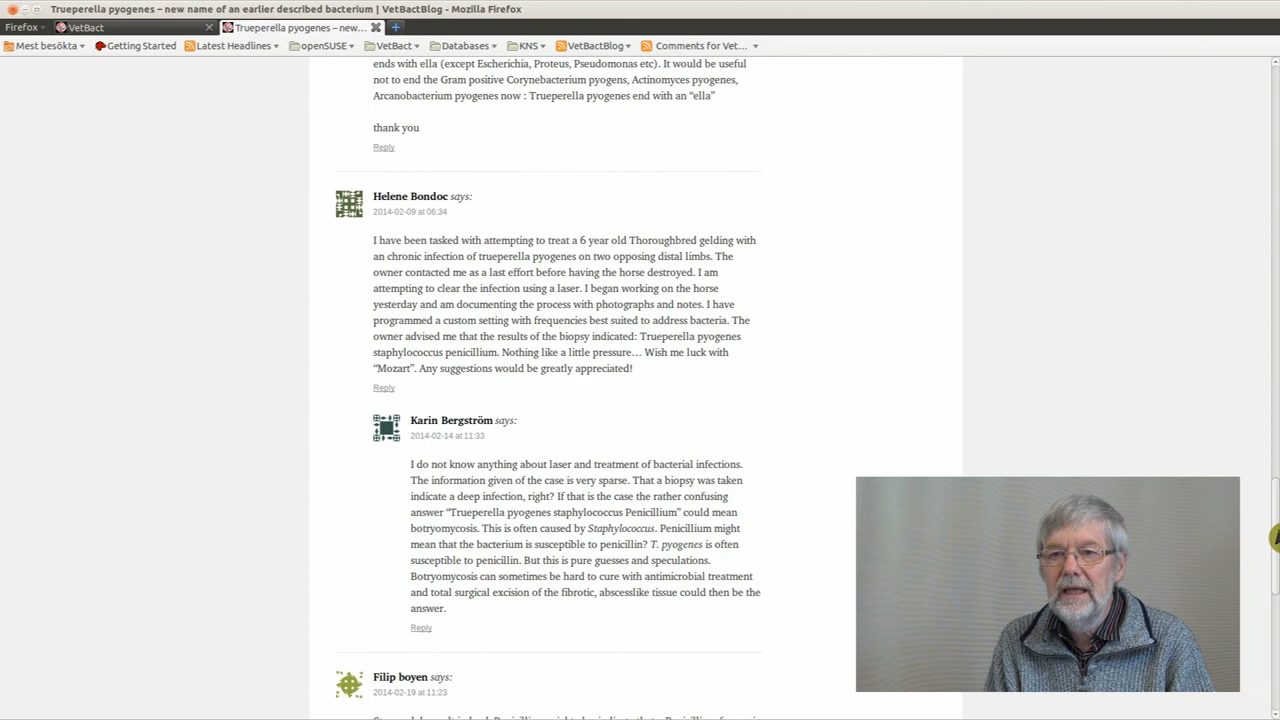 Trueperella pyogenes – new name of an earlier described bacterium | VetBactBlog - Mozilla Firefox
Firefox VetBact Trueperella pyogenes – new...
Mest besökta Getting Started Latest Headlines openSUSE VetBact Databases KNS VetBactBlog Comments for Vet...
ends with ella (except Escherichia, Proteus, Pseudomonas etc). It would be useful
not to end the Gram positive Corynebacterium pyogens, Actinomyces pyogenes,
Arcanobacterium pyogenes now : Trueperella pyogenes end with an “ella”
thank you
Reply
Helene Bondoc says:
2014-02-09 at 06:34
I have been tasked with attempting to treat a 6 year old Thoroughbred gelding with
an chronic infection of trueperella pyogenes on two opposing distal limbs. The
owner contacted me as a last effort before having the horse destroyed. I am
attempting to clear the infection using a laser. I began working on the horse
yesterday and am documenting the process with photographs and notes. I have
programmed a custom setting with frequencies best suited to address bacteria. The
owner advised me that the results of the biopsy indicated: Trueperella pyogenes
staphylococcus penicillium. Nothing like a little pressure… Wish me luck with
“Mozart”. Any suggestions would be greatly appreciated!
Reply
Karin Bergström says:
2014-02-14 at 11:33
I do not know anything about laser and treatment of bacterial infections.
The information given of the case is very sparse. That a biopsy was taken
indicate a deep infection, right? If that is the case the rather confusing
answer “Trueperella pyogenes staphylococcus Penicillium” could mean
botryomycosis. This is often caused by Staphylococcus. Penicillium might
mean that the bacterium is susceptible to penicillin? T. pyogenes is often
susceptible to penicillin. But this is pure guesses and speculations.
Botryomycosis can sometimes be hard to cure with antimicrobial treatment
and total surgical excision of the fibrotic, abscesslike tissue could then be the
answer.
Reply
Filip boyen says:
2014-02-19 at 11:23